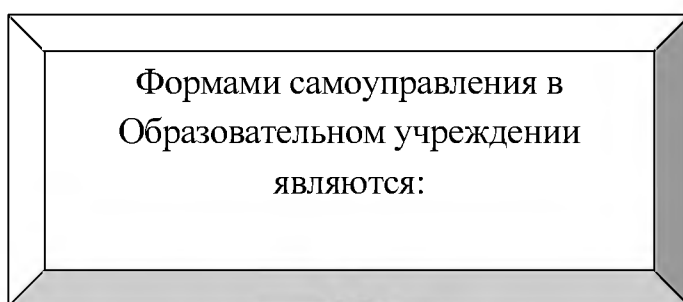 Формами самоуправления в
Образовательном учреждении
являются: